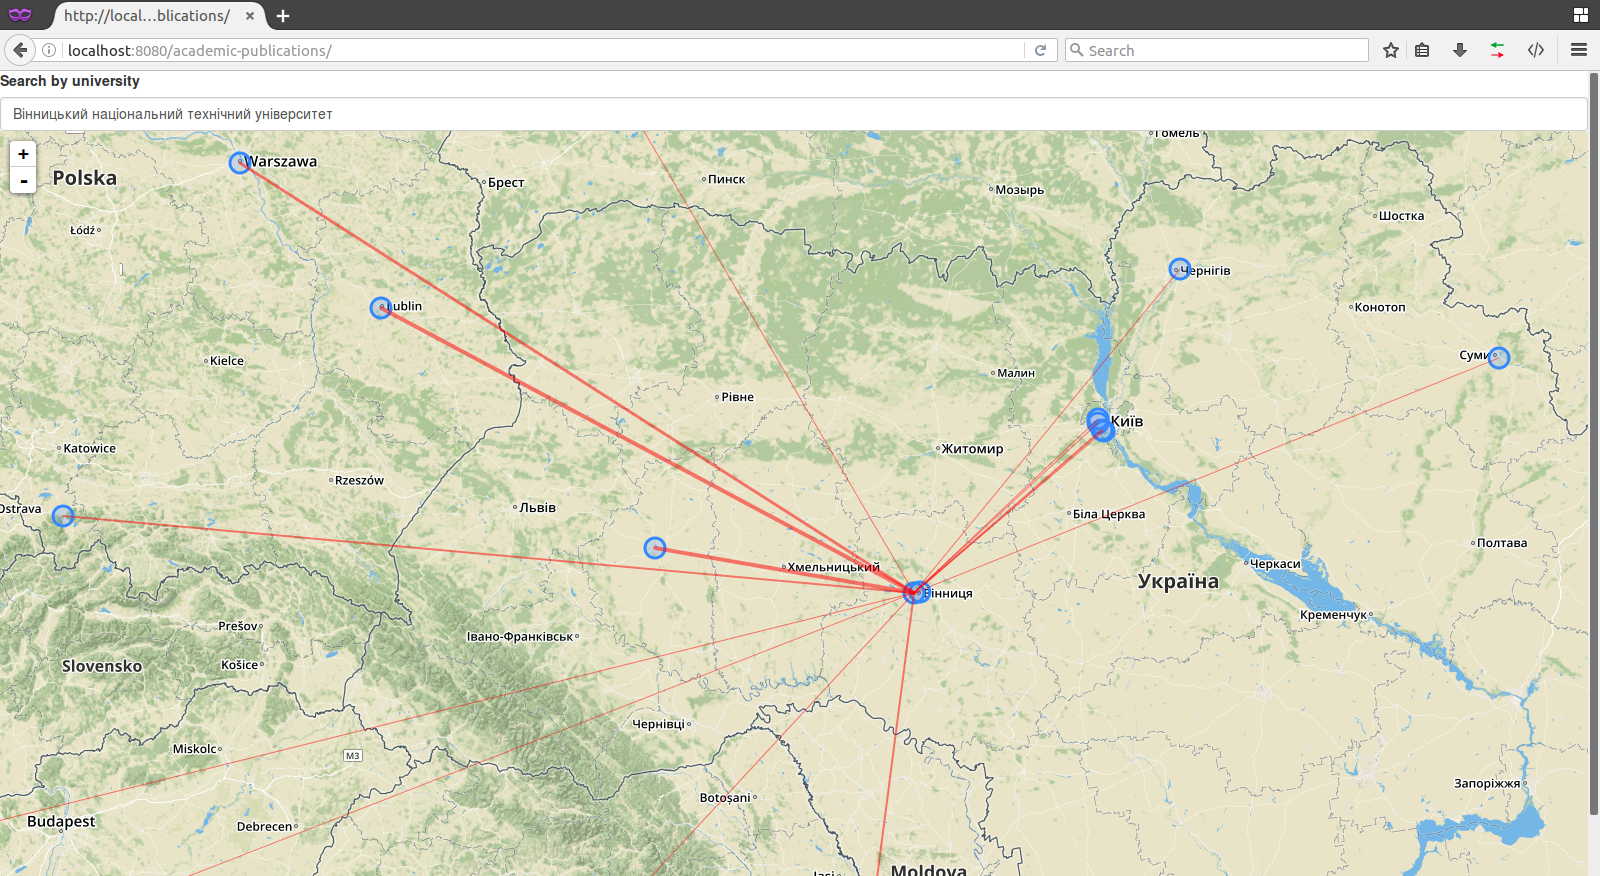 http://local...blications/
localhost:8080/academic-publications/
Search
Search by university
Вінницький національний технічний університет
+
-
Гомель
Warszawa
Polska
Брест
Пинск
Мозырь
Шостка
Łódź
Чернігів
Lublin
Конотоп
Суми
Kielce
Малин
Рівне
Київ
Katowice
Житомир
Rzeszów
Ostrava
Львів
Біла Церква
Полтава
Хмельницький
Черкаси
Україна
Вінниця
Кременчук
Prešov
Івано-Франківськ
Slovensko
Košice
Чернівці
Miskolc
M3
Запоріжжя
Botoșani
Budapest
Debrecen
Moldova
Iași